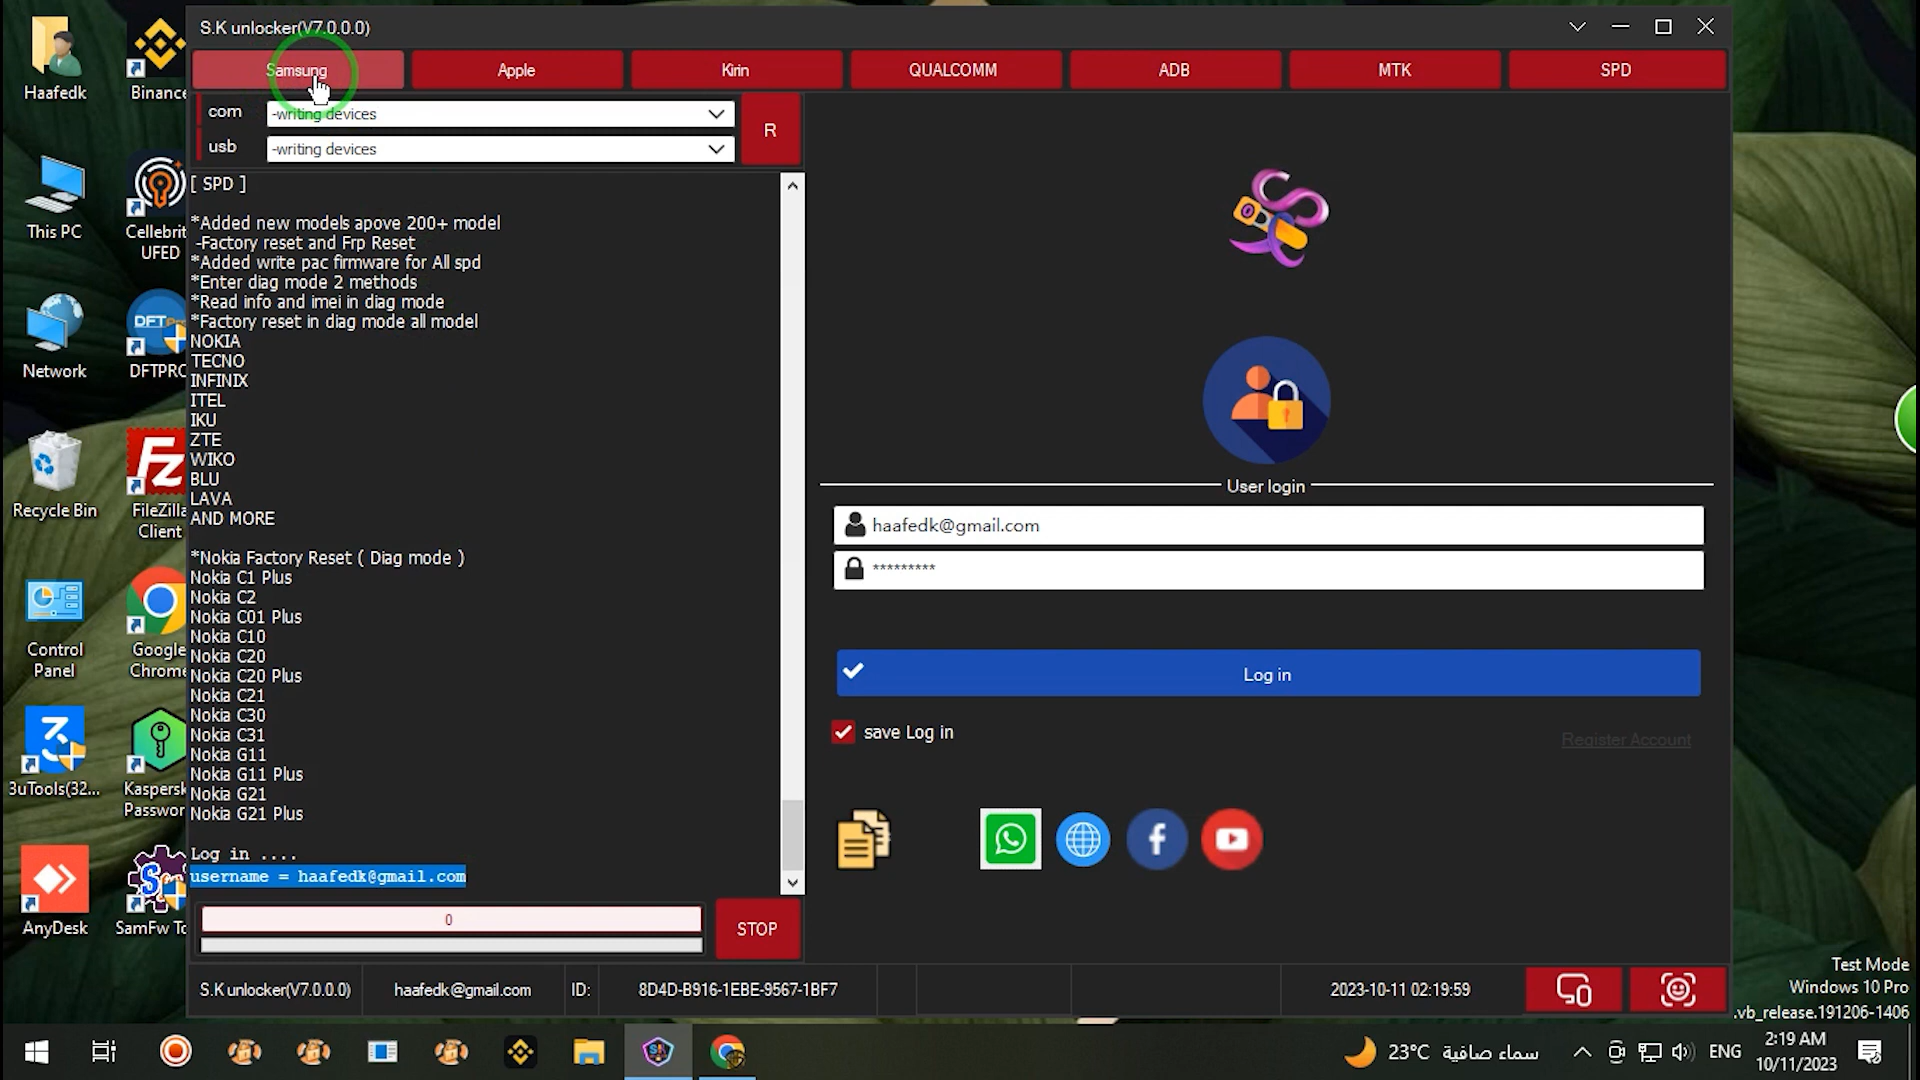 S.K unlocker(V7.0.0.0)
Samsung
Apple
Kirin
QUALCOMM
ADB
MTK
SPD
com
-writing devices
usb
-writing devices
R
[ SPD ]
*Added new models apove 200+ model
-Factory reset and Frp Reset
*Added write pac firmware for All spd
*Enter diag mode 2 methods
*Read info and imei in diag mode
*Factory reset in diag mode all model
NOKIA
TECNO
INFINIX
ITEL
IKU
ZTE
WIKO
BLU
LAVA
AND MORE
*Nokia Factory Reset ( Diag mode )
Nokia C1 Plus
Nokia C2
Nokia C01 Plus
Nokia C10
Nokia C20
Nokia C20 Plus
Nokia C21
Nokia C30
Nokia C31
Nokia G11
Nokia G11 Plus
Nokia G21
Nokia G21 Plus
Log in ....
username = haafedk@gmail.com
0
STOP
User login
haafedk@gmail.com
*********
Log in
save Log in
Register Account
S.K unlocker(V7.0.0.0)
haafedk@gmail.com
ID:
8D4D-B916-1EBE-9567-1BF7
2023-10-11 02:19:59
Haafedk
Binance
This PC
Cellebrit
UFED
Network
DFT
DFTPRO
Recycle Bin
FileZilla
Client
Control
Panel
Google
Chrome
3uTools(32...
Kaspersk
Passwor
AnyDesk
SamFw To
Test Mode
Windows 10 Pro
.vb_release.191206-1406
23°C سماء صافية
ENG
2:19 AM
10/11/2023